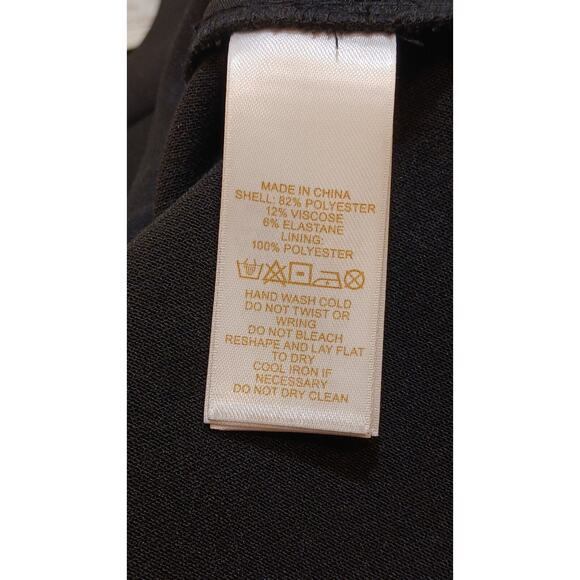 MADE IN CHINA
SHELL: 82% POLYESTER
12% VISCOSE
6% ELASTANE
LINING:
100% POLYESTER
HAND WASH COLD
DO NOT TWIST OR
WRING
DO NOT BLEACH
RESHAPE AND LAY FLAT
TO DRY
COOL IRON IF
NECESSARY
DO NOT DRY CLEAN